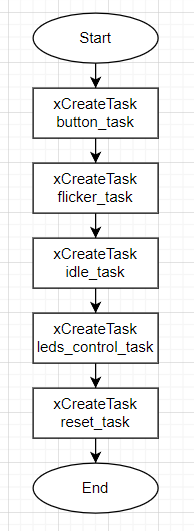 Start
xCreateTask
button_task
xCreateTask
flicker_task
xCreateTask
idle_task
xCreateTask
leds_control_task
xCreateTask
reset_task
End